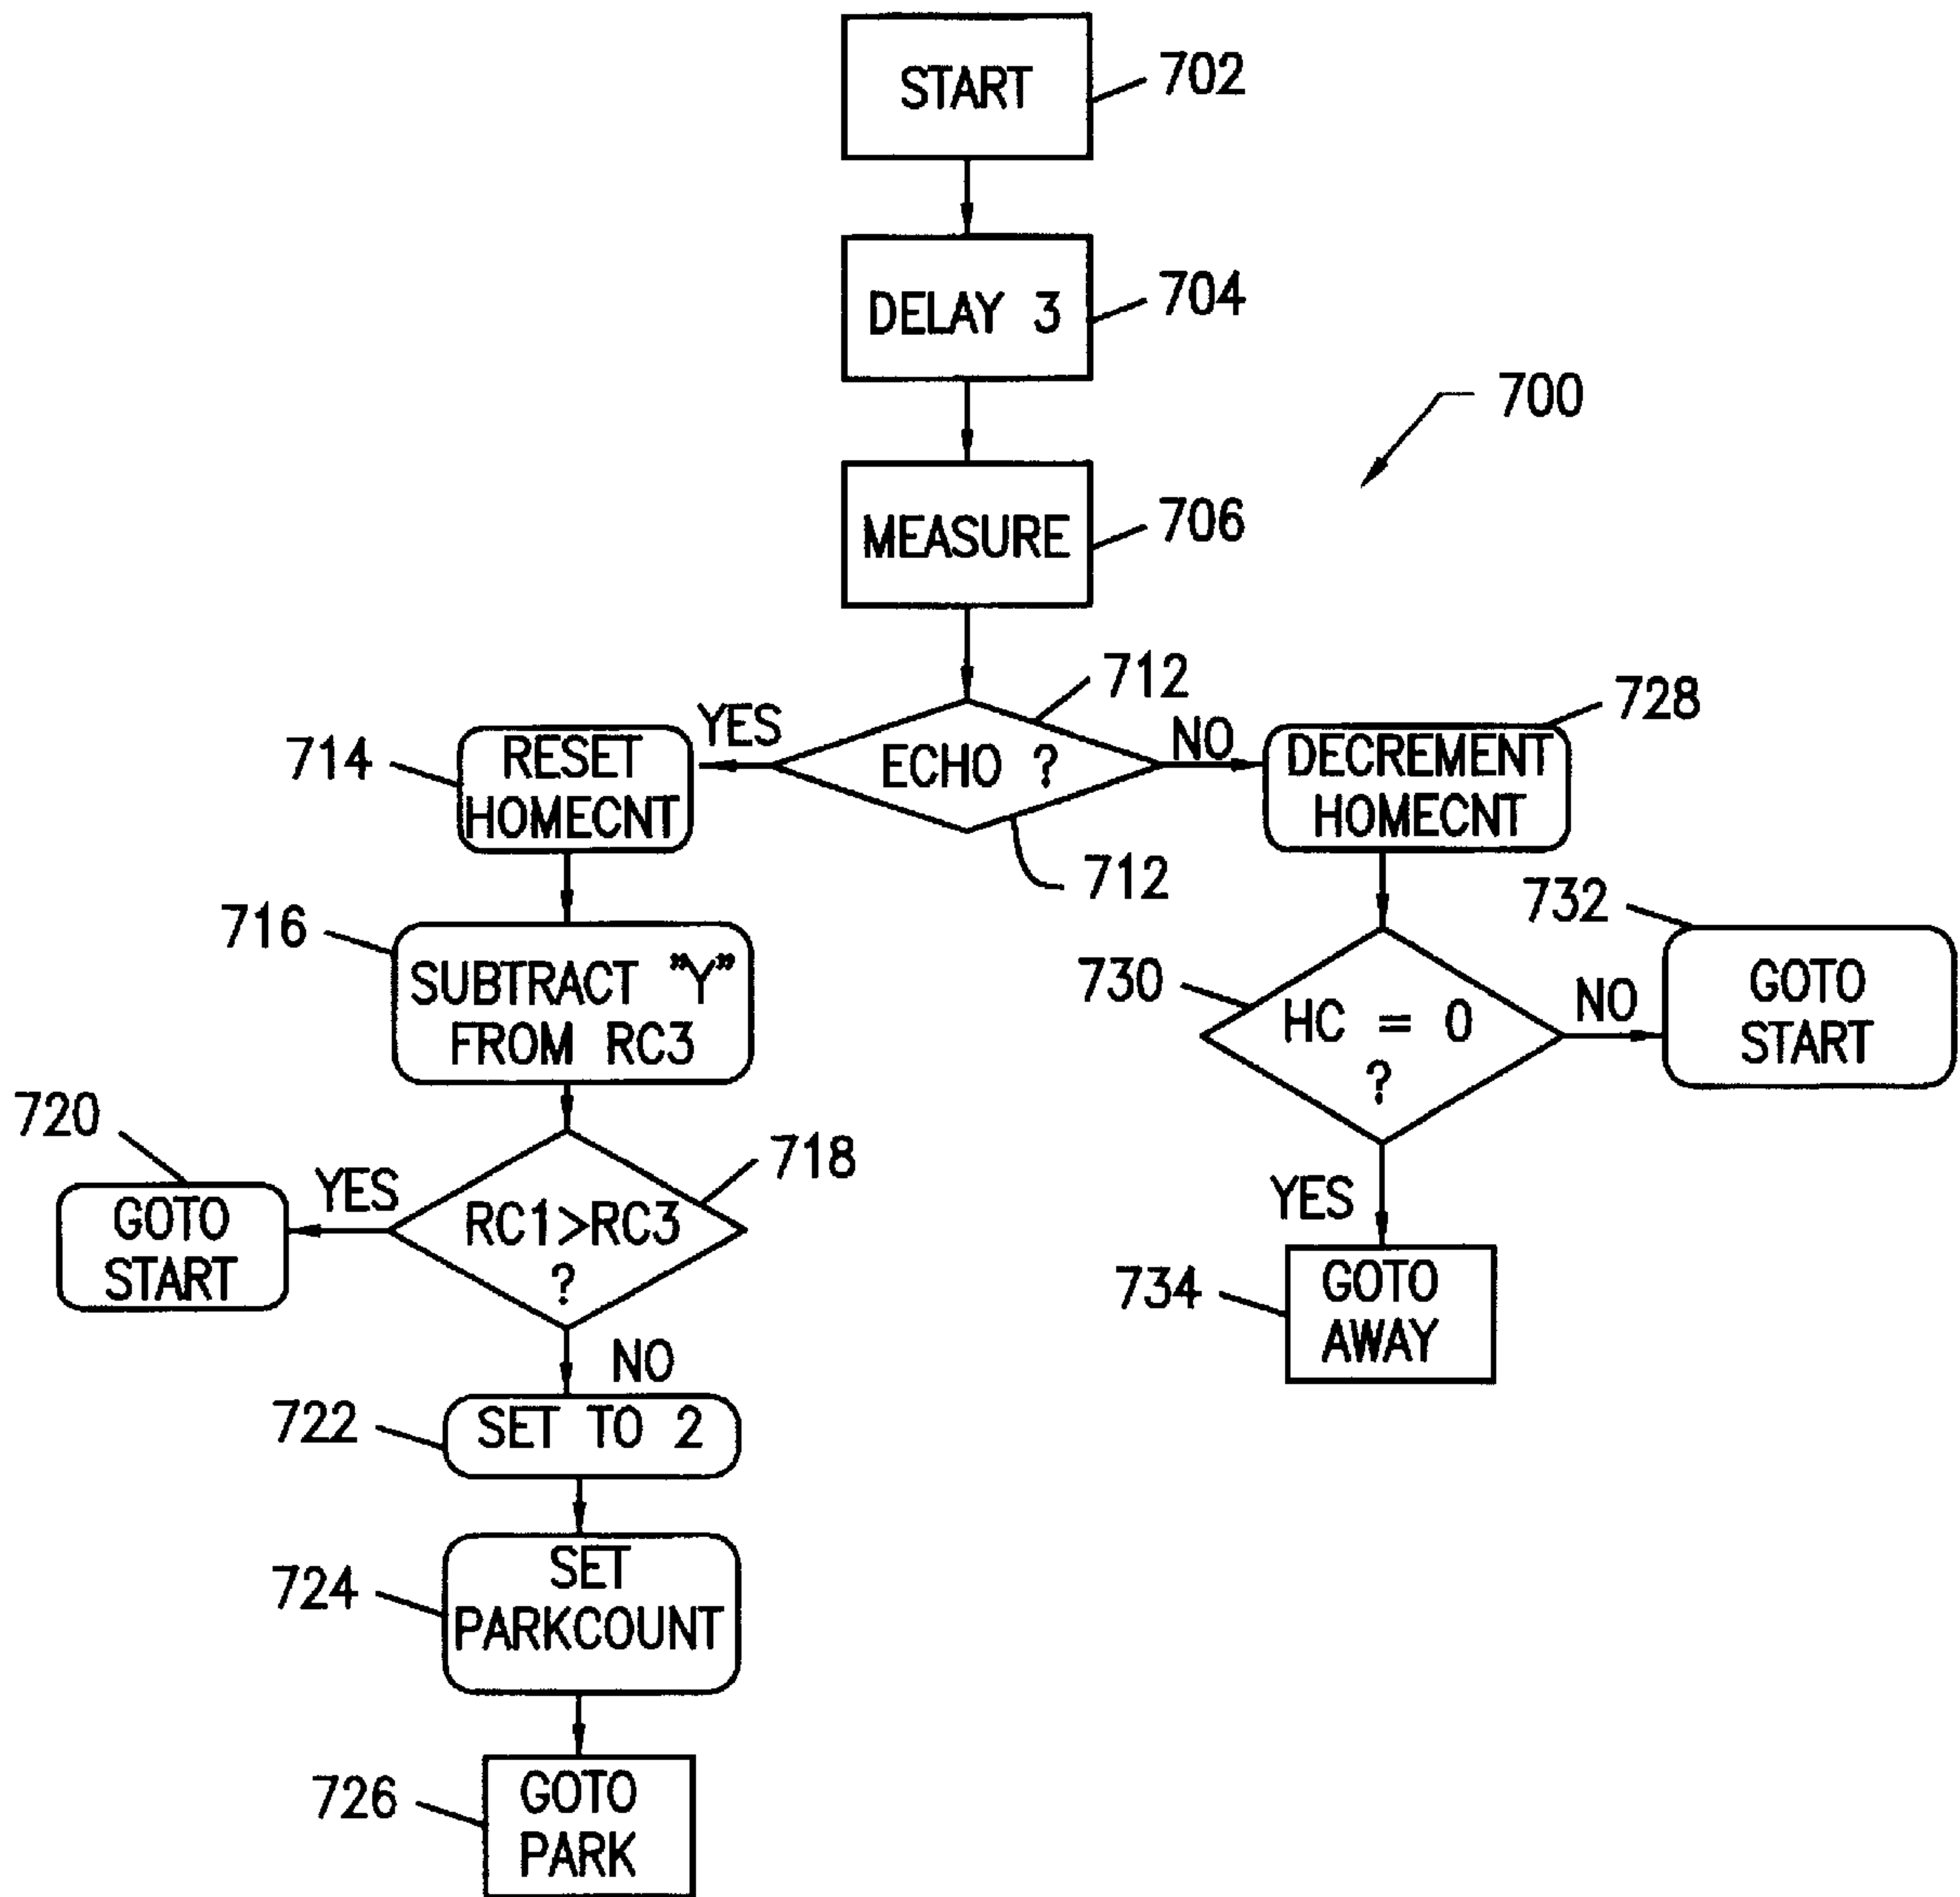 START
702
DELAY 3
704
700
MEASURE
706
712
728
YES
NO
714
RESET
HOMECNT
ECHO ?
DECREMENT
HOMECNT
712
732
716
SUBTRACT "Y"
FROM RC3
730
HC = 0
?
NO
GOTO
START
720
718
YES
GOTO
START
RC1>RC3
?
YES
734
GOTO
AWAY
NO
722
SET TO 2
724
SET
PARKCOUNT
726
GOTO
PARK